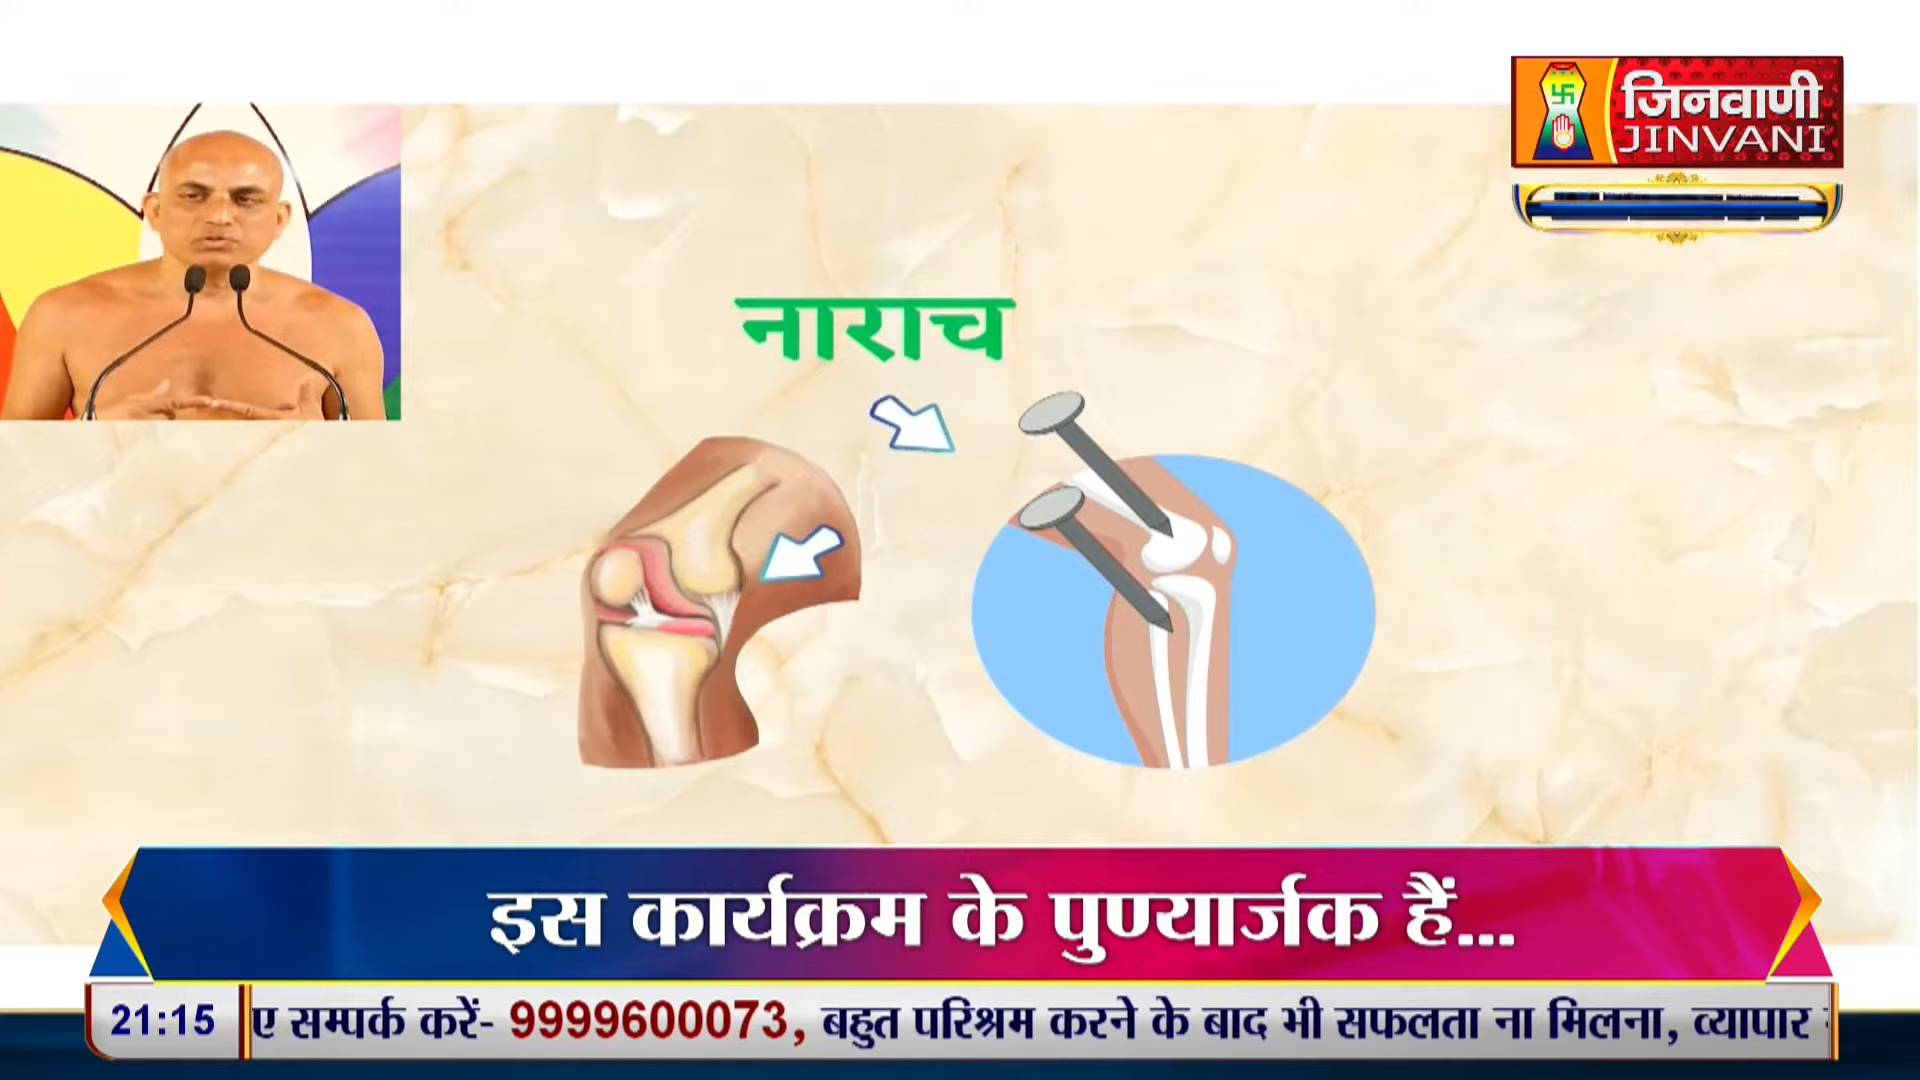 जिनवाणी
JINVANI
नाराच
इस कार्यक्रम के पुण्यार्जक हैं...
21:15
ए सम्पर्क करें- 9999600073, बहुत परिश्रम करने के बाद भी सफलता ना मिलना, व्यापार